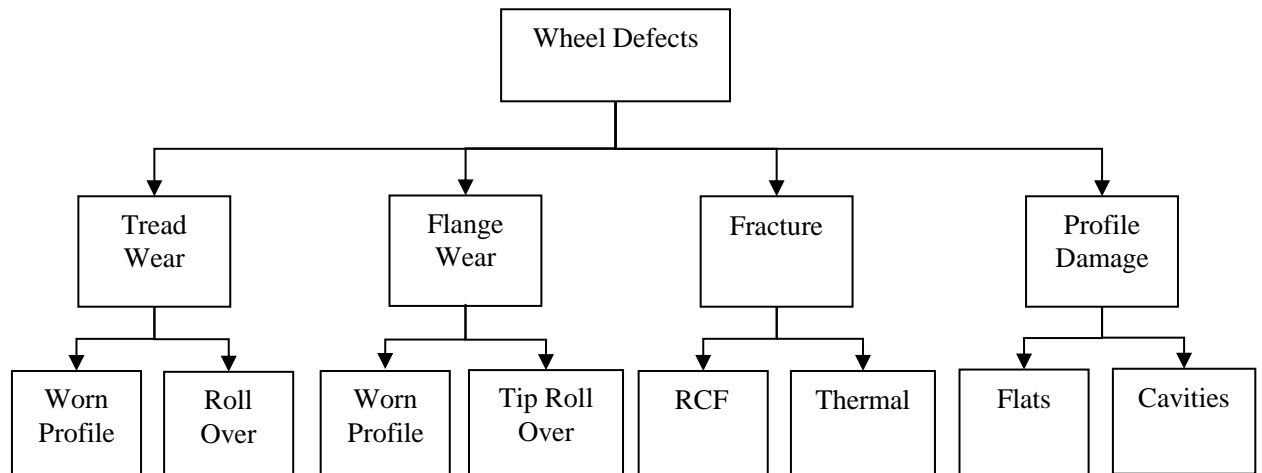 Wheel Defects
Tread
Wear
Flange
Wear
Fracture
Profile
Damage
Worn
Profile
Roll
Over
Worn
Profile
Tip Roll
Over
RCF
Thermal
Flats
Cavities